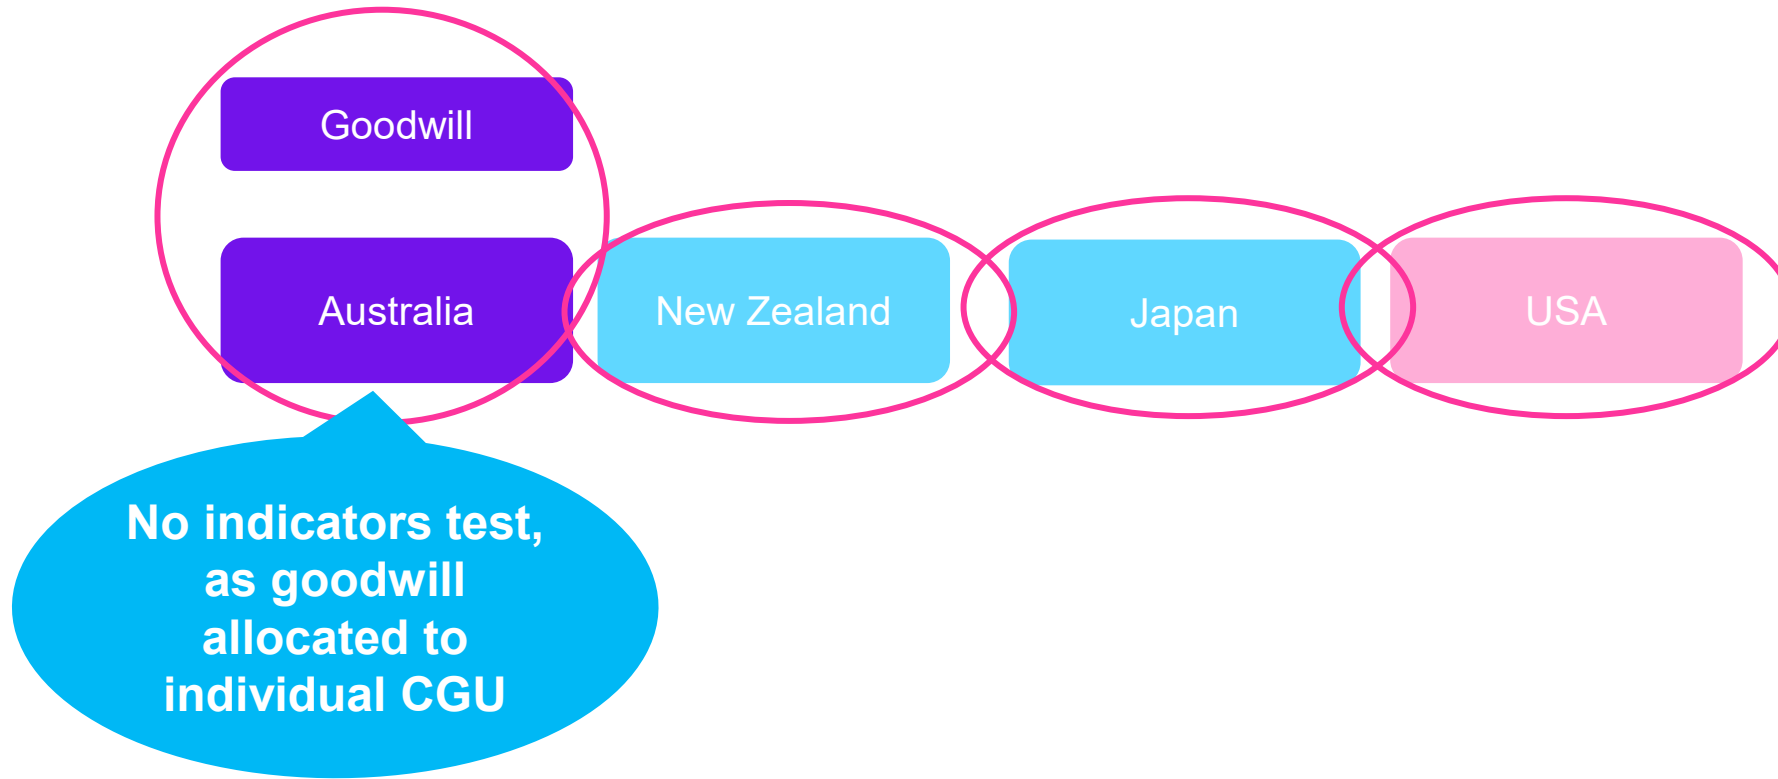 Goodwill
Australia
New Zealand
Japan
USA
No indicators test,
as goodwill
allocated to
individual CGU